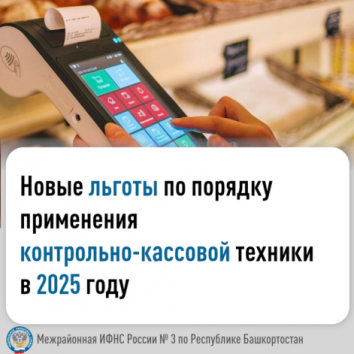 Новые льготы по порядку
применения
контрольно-кассовой техники
в 2025 году
Межрайонная ИФНС России № 3 по Республике Башкортостан